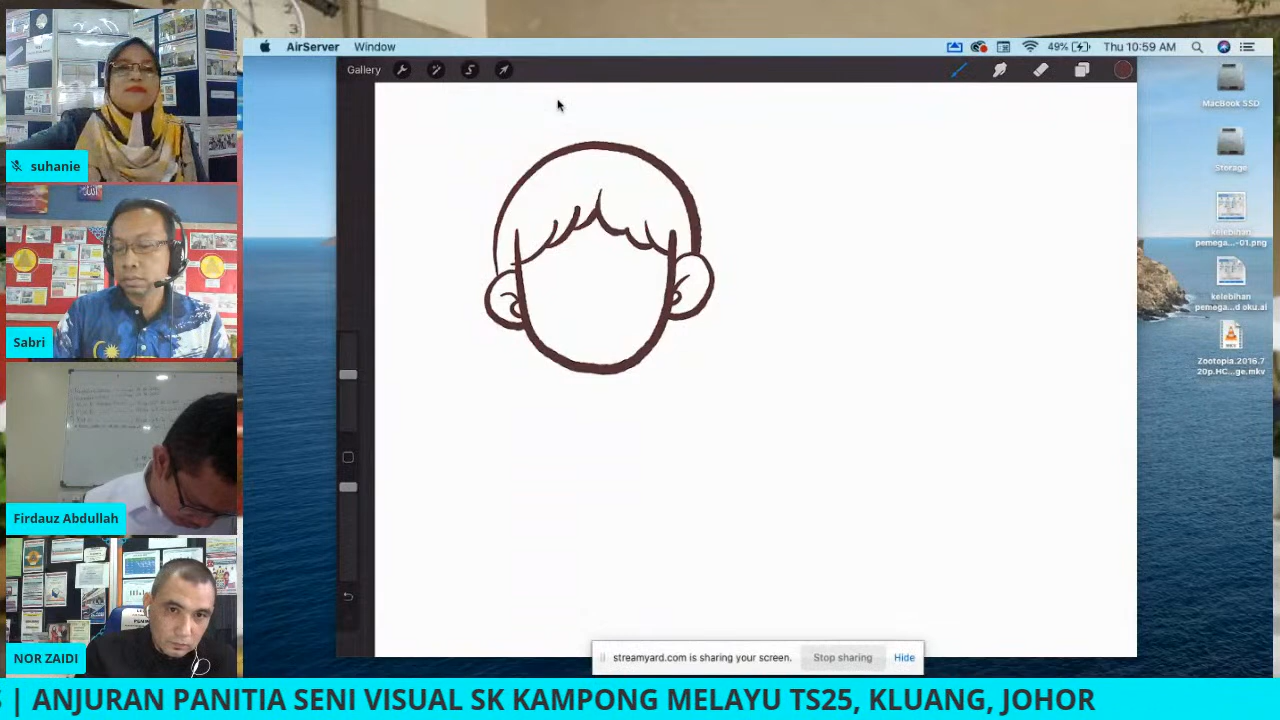 AirServer Window
49% Thu 10:59 AM
Gallery
MacBook SSD
Storage
kelebihan
pemega...-01.png
kelebihan
pemega...d oku.ai
Zootopia.2016.7
20p.HC...ge.mkv
suhanie
Sabri
Firdauz Abdullah
NOR ZAIDI
streamyard.com is sharing your screen. Stop sharing Hide
| ANJURAN PANITIA SENI VISUAL SK KAMPONG MELAYU TS25, KLUANG, JOHOR